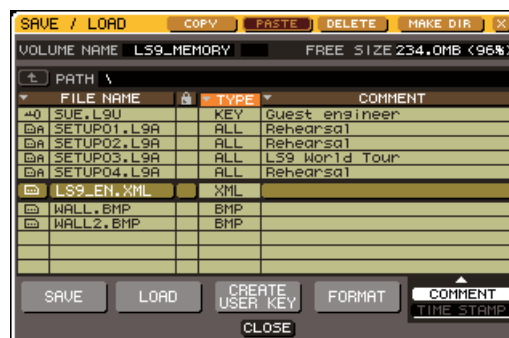 SAVE / LOAD COPY PASTE DELETE MAKE DIR X
VOLUME NAME LS9_MEMORY FREE SIZE 234.0MB (96%)
PATH \
FILE NAME TYPE COMMENT
SUE.L9U KEY Guest engineer
SETUP01.L9A ALL Rehearsal
SETUP02.L9A ALL Rehearsal
SETUP03.L9A ALL LS9 World Tour
SETUP04.L9A ALL Rehearsal
LS9_EN.XML XML
WALL.BMP BMP
WALL2.BMP BMP
SAVE LOAD CREATE USER KEY FORMAT COMMENT
TIME STAMP
CLOSE